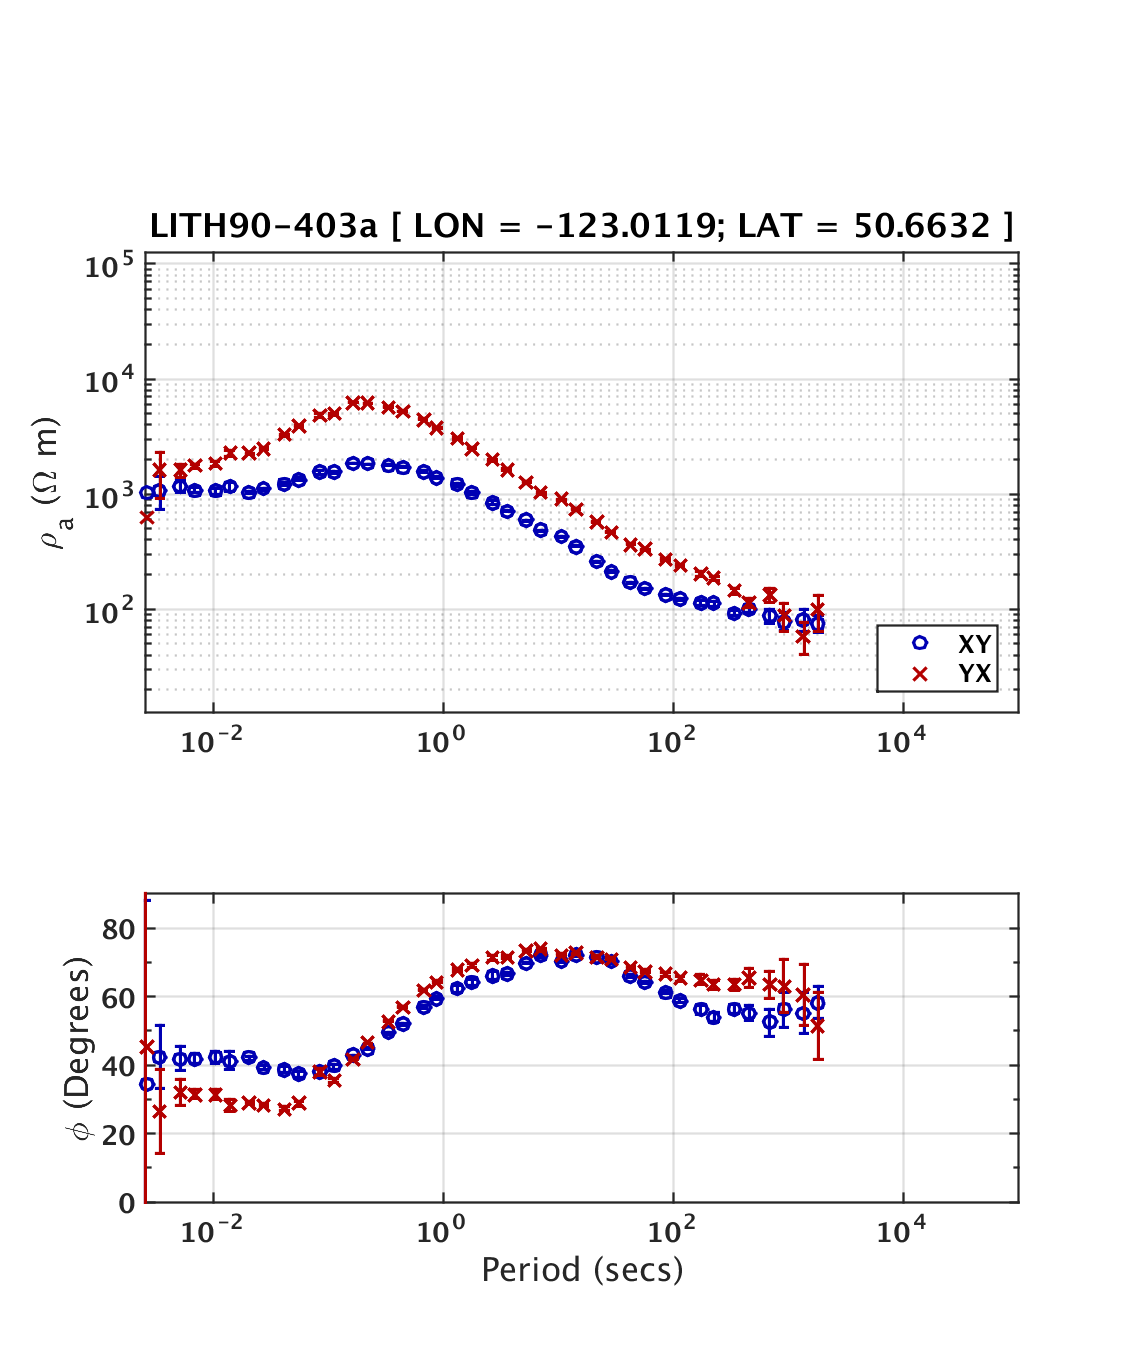 LITH90-403a [ LON = -123.0119; LAT = 50.6632 ]
10^5
10^4
10^3
10^2
ρ_a (Ω m)
XY
YX
10^-2 10^0 10^2 10^4
80
60
40
20
0
ϕ (Degrees)
10^-2 10^0 10^2 10^4
Period (secs)